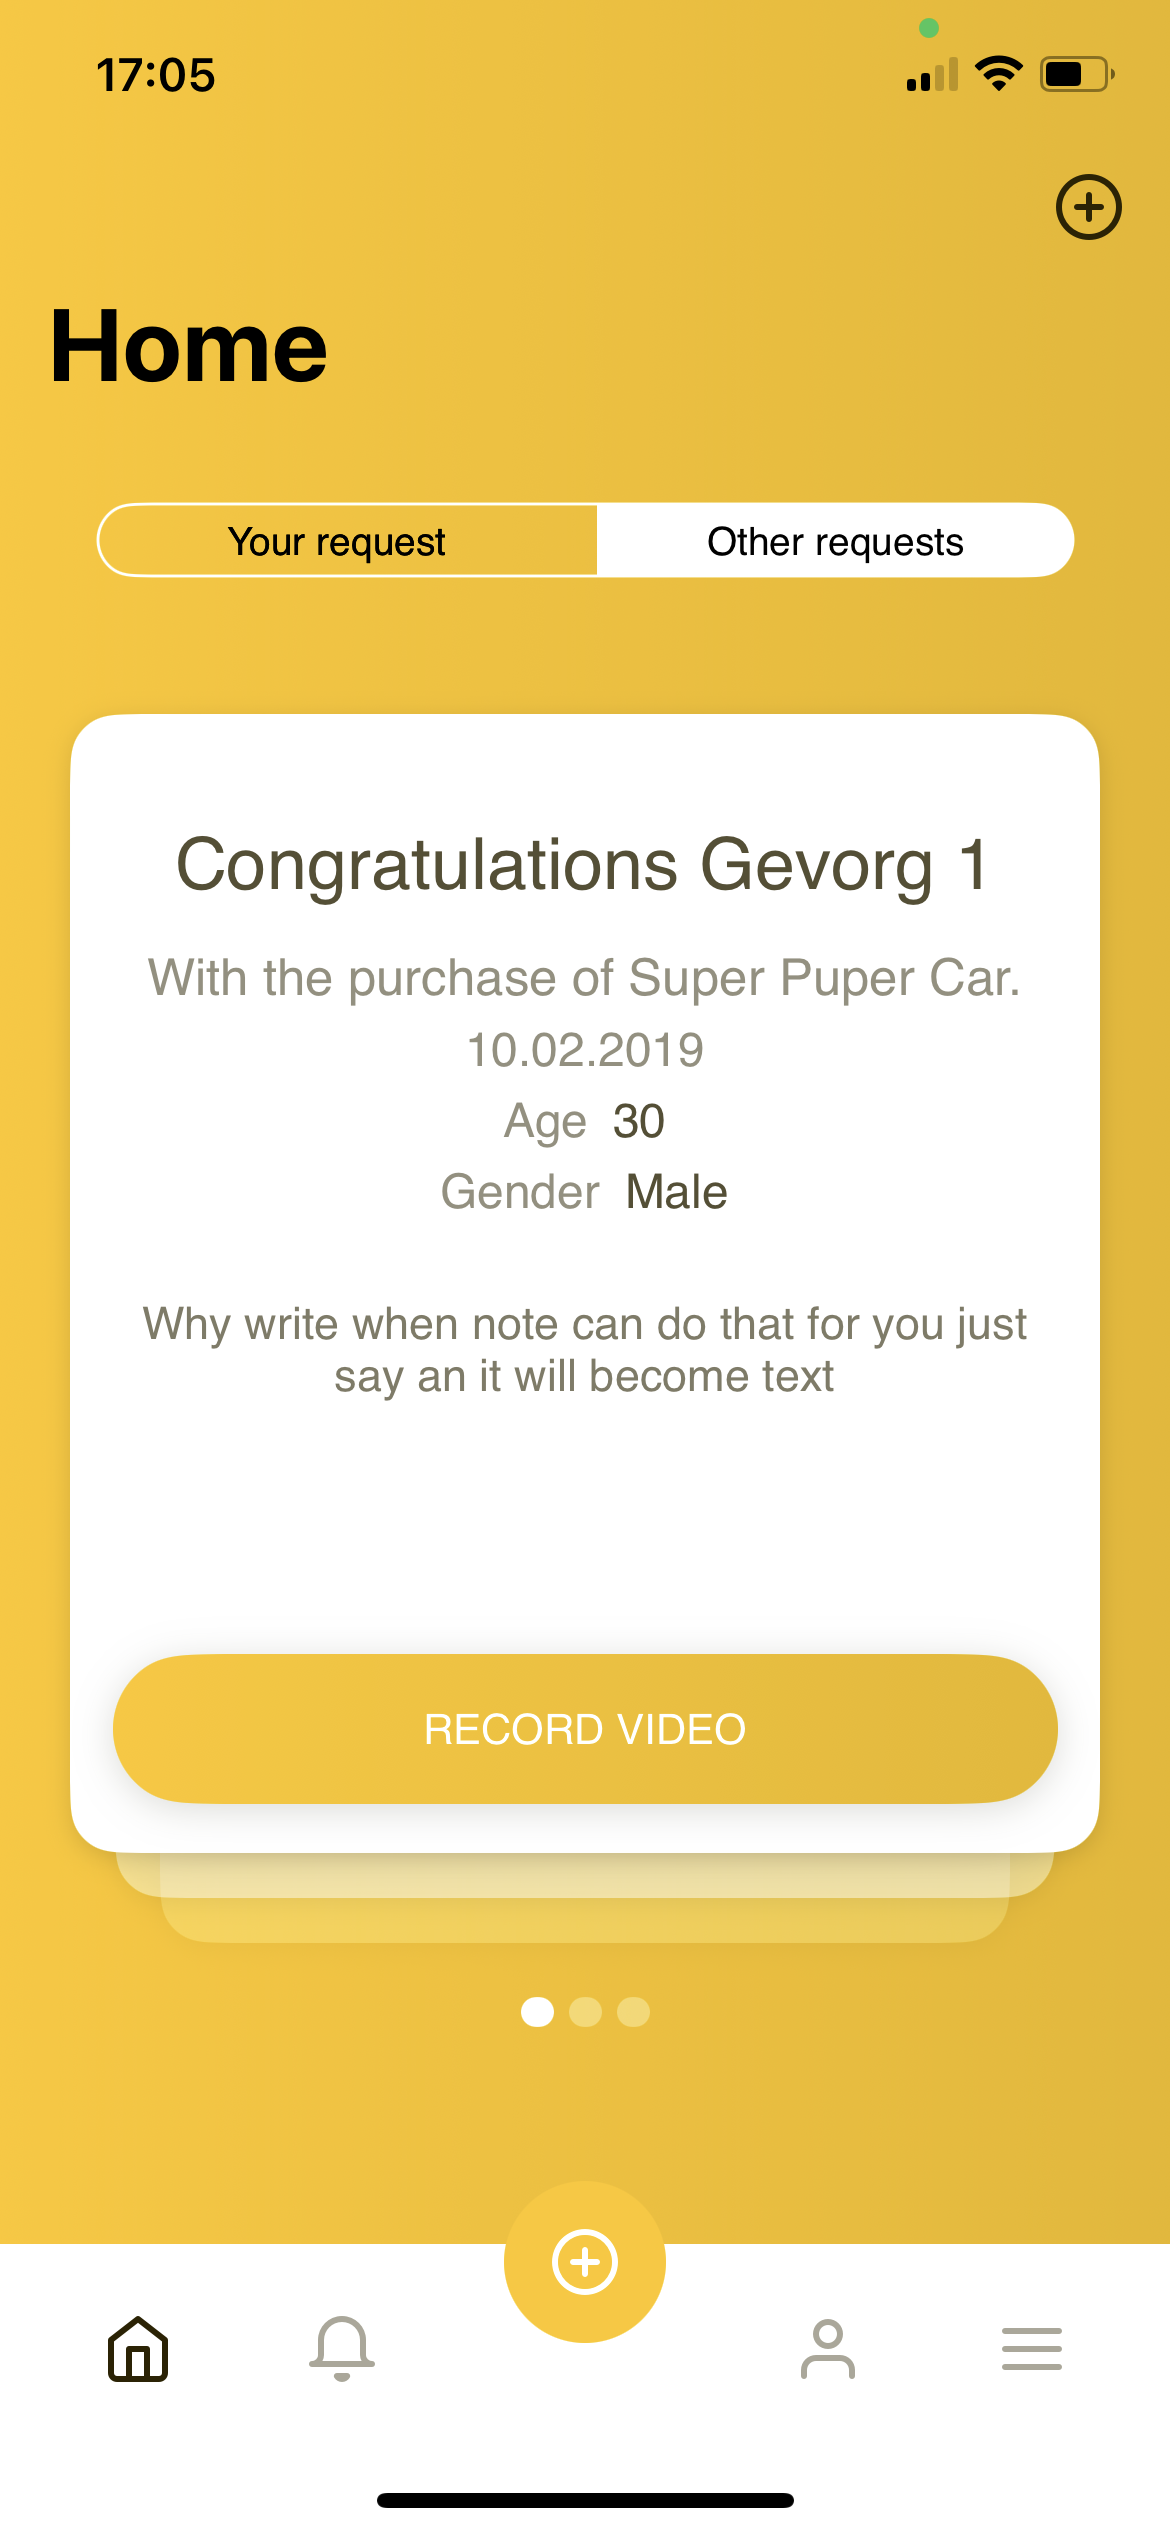 17:05
Home
Your request
Other requests
Congratulations Gevorg 1
With the purchase of Super Puper Car.
10.02.2019
Age 30
Gender Male
Why write when note can do that for you just
say an it will become text
RECORD VIDEO